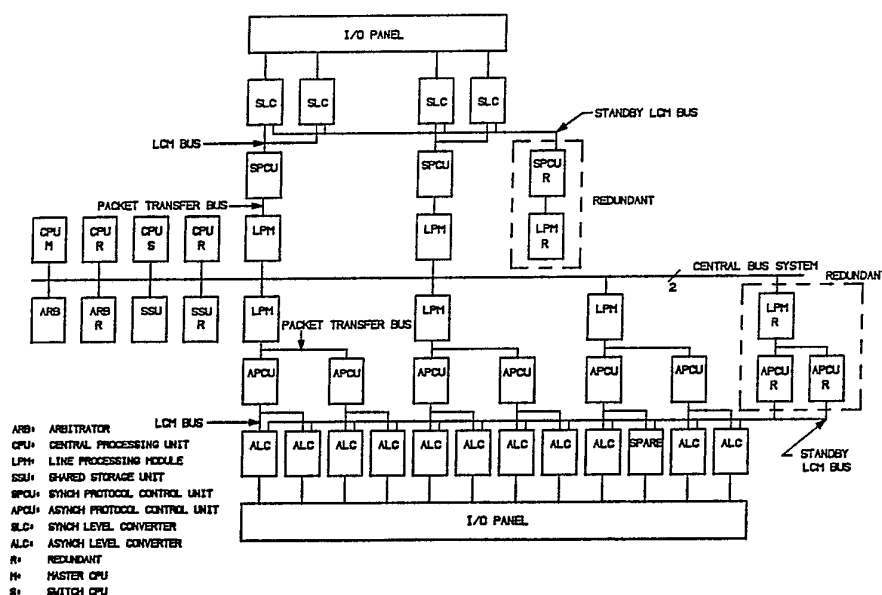 I/O PANEL
SLC SLC SLC SLC
STANDBY LCM BUS
LCM BUS
SPCU SPCU SPCU R
REDUNDANT
PACKET TRANSFER BUS
CPU M CPU R CPU S CPU R LPM LPM LPM R
CENTRAL BUS SYSTEM
2
REDUNDANT
ARB ARB R SSU SSU R LPM LPM LPM LPM R
PACKET TRANSFER BUS
APCU APCU APCU APCU APCU APCU APCU R APCU R
LCM BUS
ALC ALC ALC ALC ALC ALC ALC ALC ALC SPARE ALC ALC
STANDBY LCM BUS
I/O PANEL
ARB: ARBITRATOR
CPU: CENTRAL PROCESSING UNIT
LPM: LINE PROCESSING MODULE
SSU: SHARED STORAGE UNIT
SPCU: SYNCH PROTOCOL CONTROL UNIT
APCU: ASYNCH PROTOCOL CONTROL UNIT
SLC: SYNCH LEVEL CONVERTER
ALC: ASYNCH LEVEL CONVERTER
R: REDUNDANT
M: MASTER CPU
S: SWITCH CPU